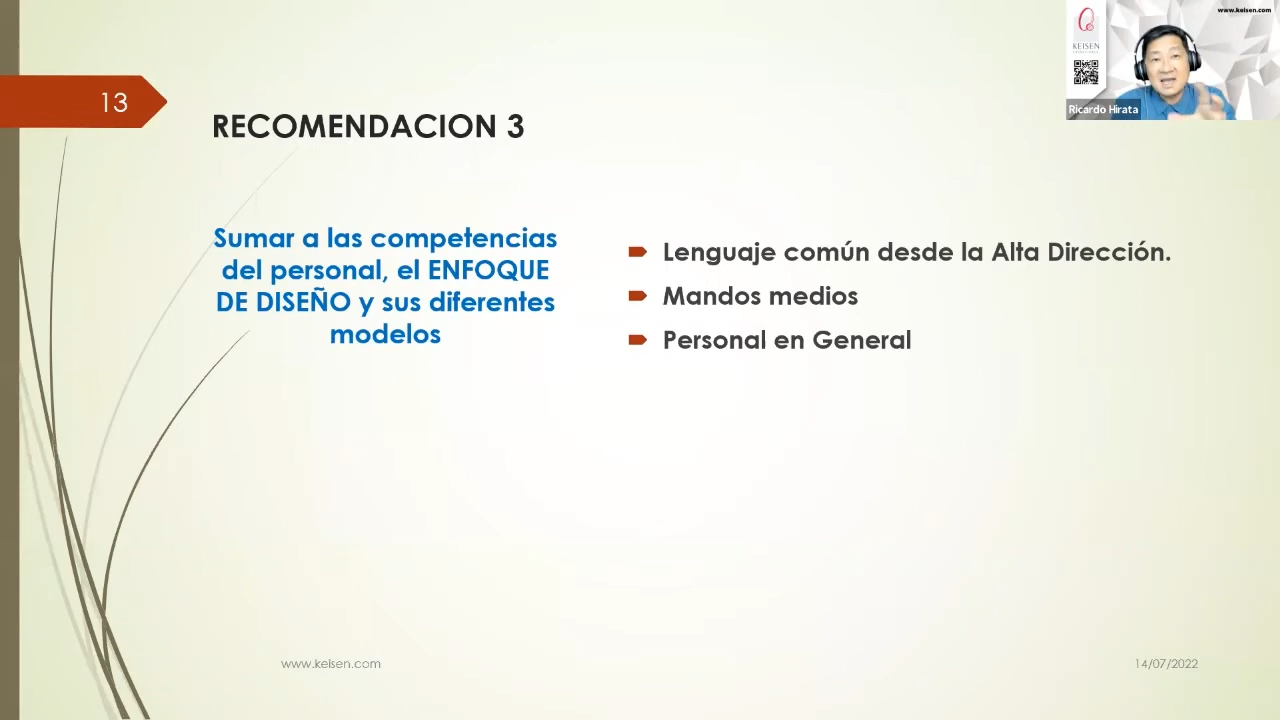 13
RECOMENDACION 3
Sumar a las competencias
del personal, el ENFOQUE
DE DISEÑO y sus diferentes
modelos
Lenguaje común desde la Alta Dirección.
Mandos medios
Personal en General
www.keisen.com
14/07/2022
www.keisen.com
KEISEN
Ricardo Hirata